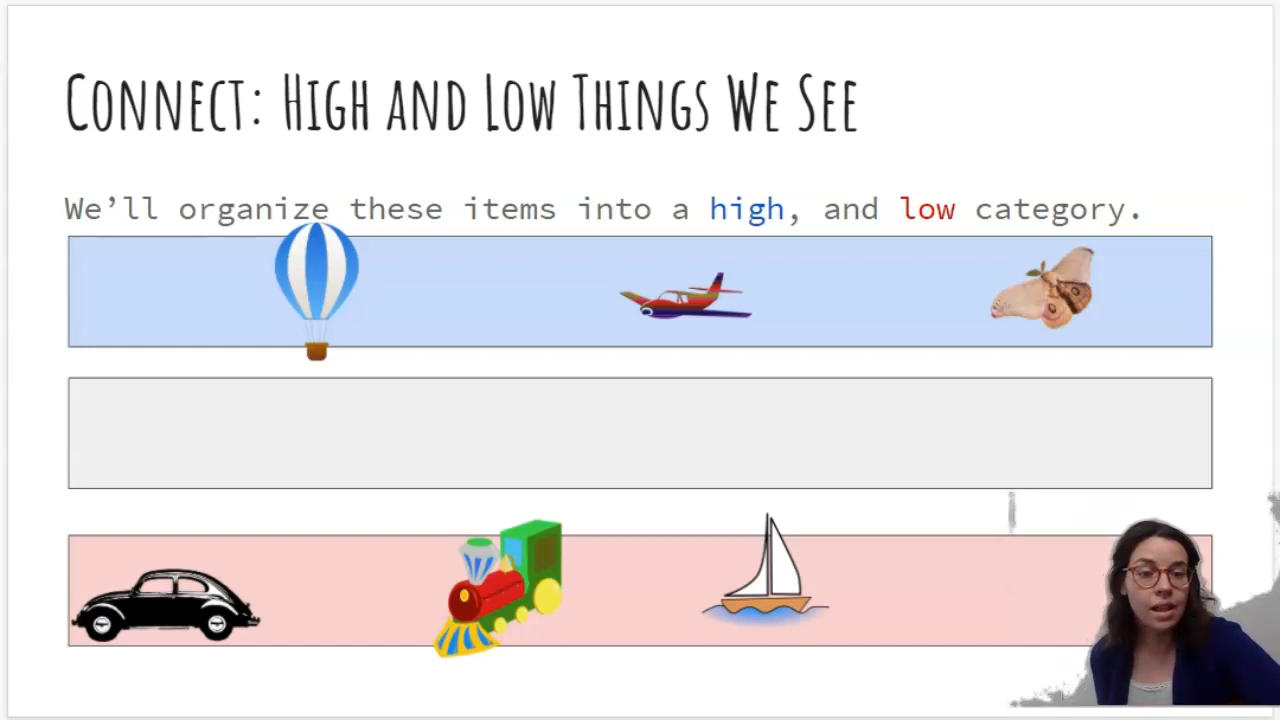 Connect: High and Low Things We See
We’ll organize these items into a high, and low category.